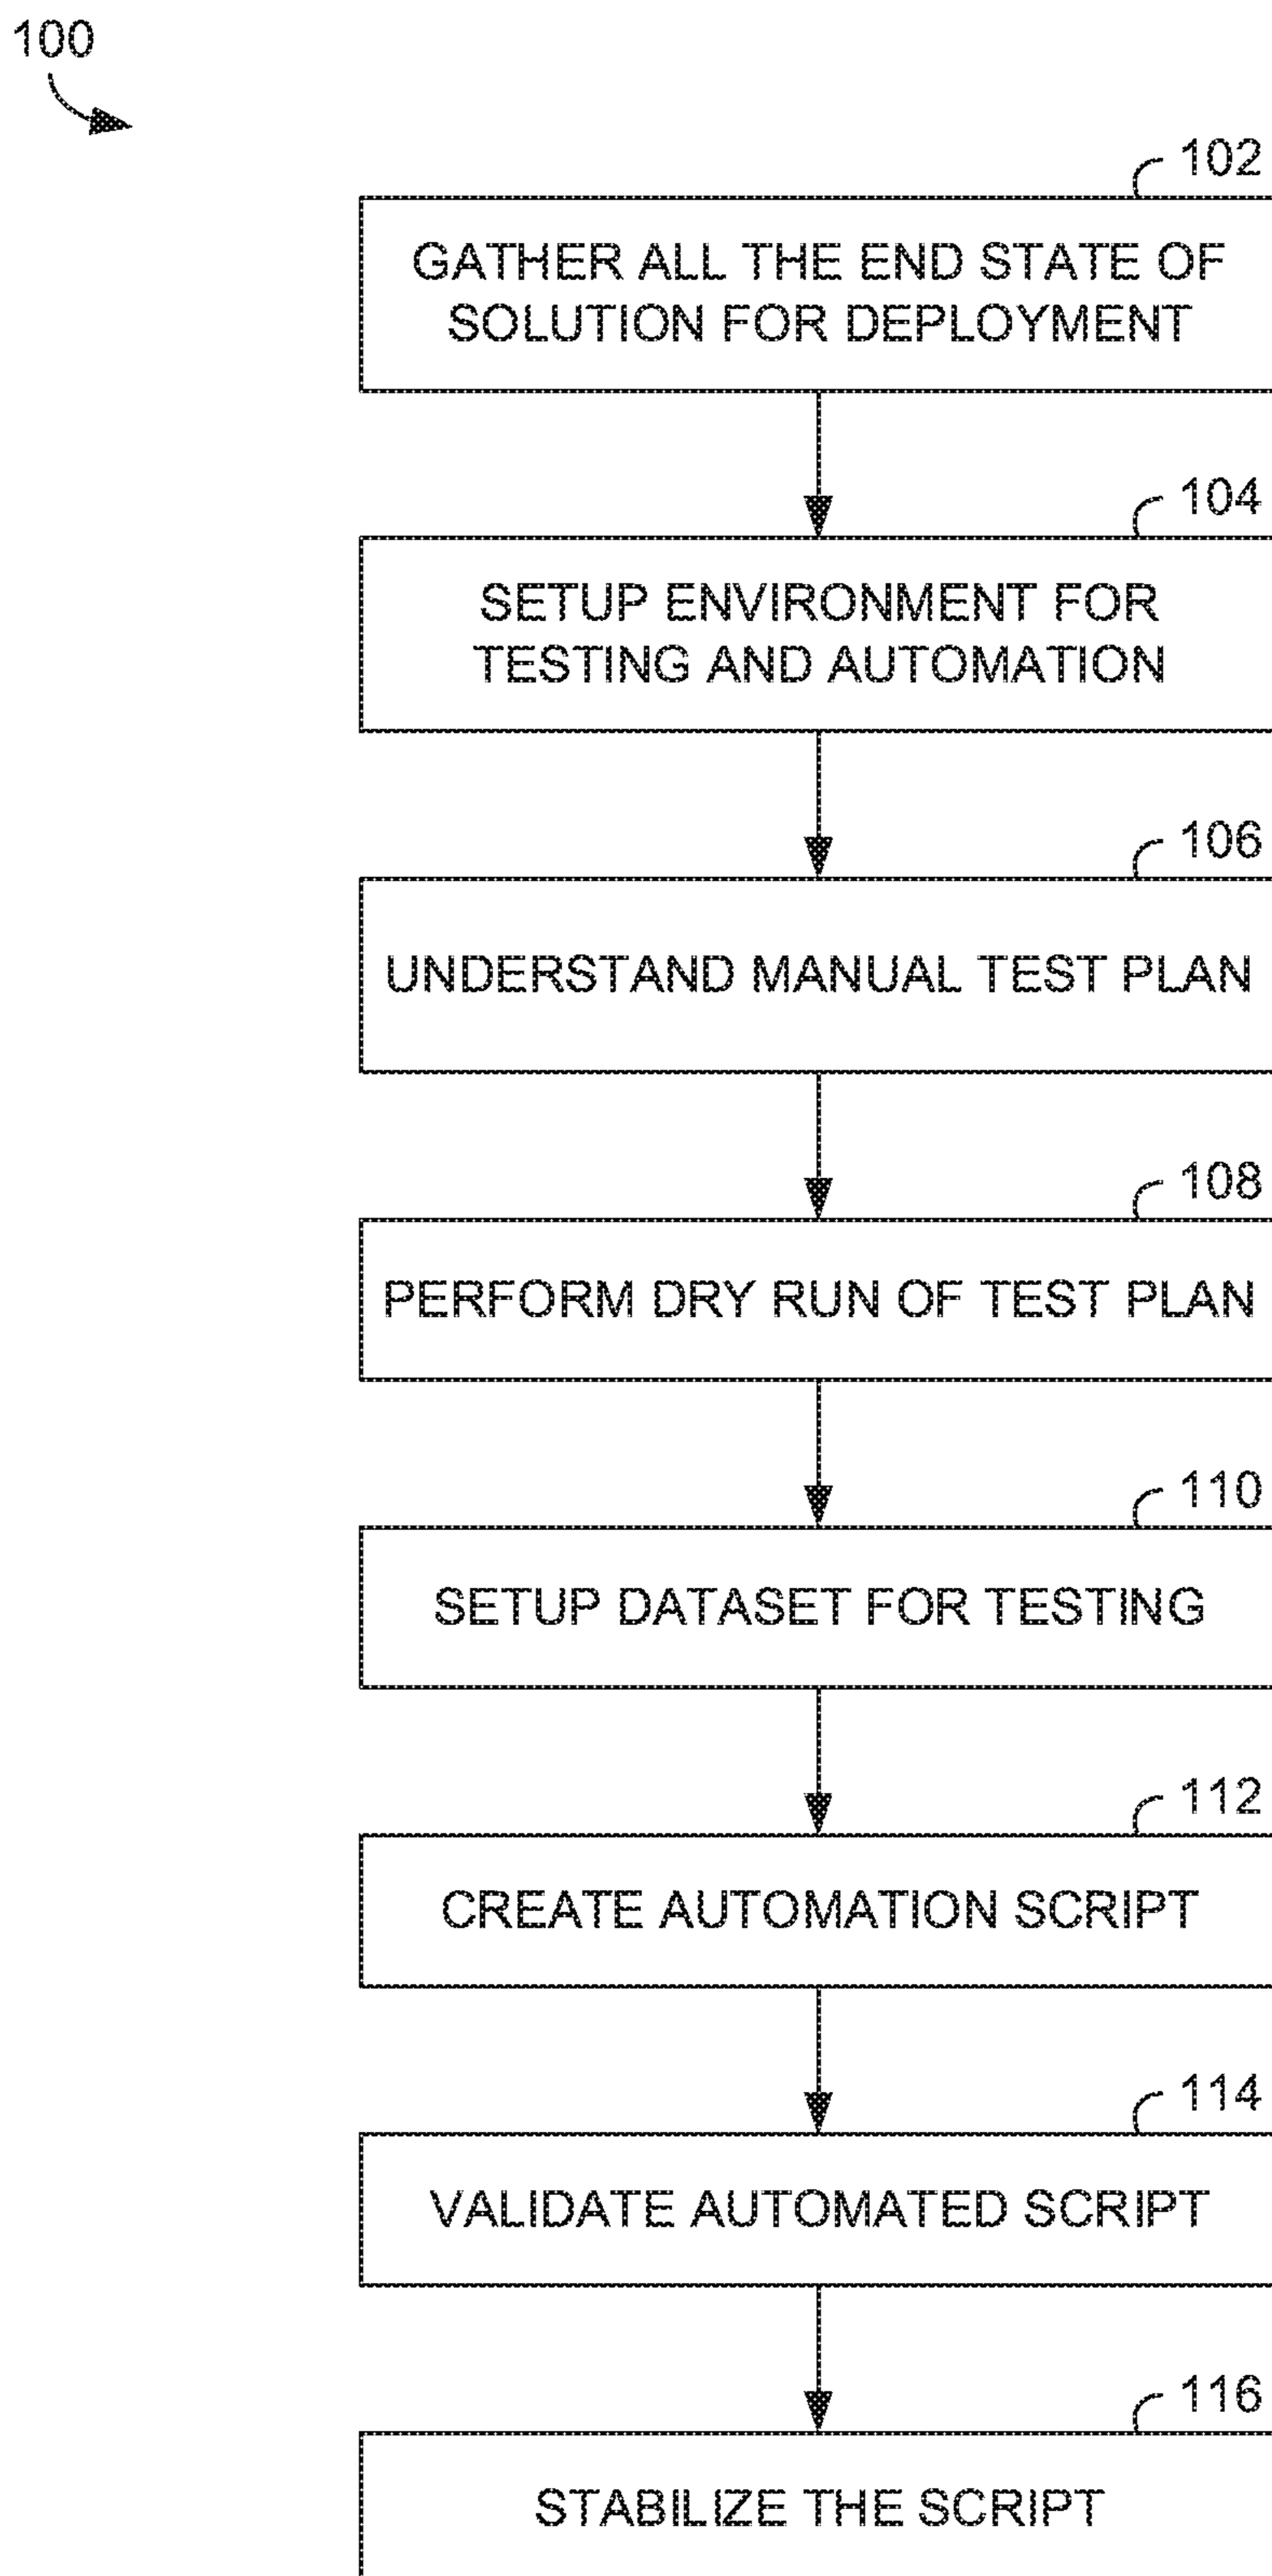 100
102
GATHER ALL THE END STATE OF
SOLUTION FOR DEPLOYMENT
104
SETUP ENVIRONMENT FOR
TESTING AND AUTOMATION
106
UNDERSTAND MANUAL TEST PLAN
108
PERFORM DRY RUN OF TEST PLAN
110
SETUP DATASET FOR TESTING
112
CREATE AUTOMATION SCRIPT
114
VALIDATE AUTOMATED SCRIPT
116
STABILIZE THE SCRIPT